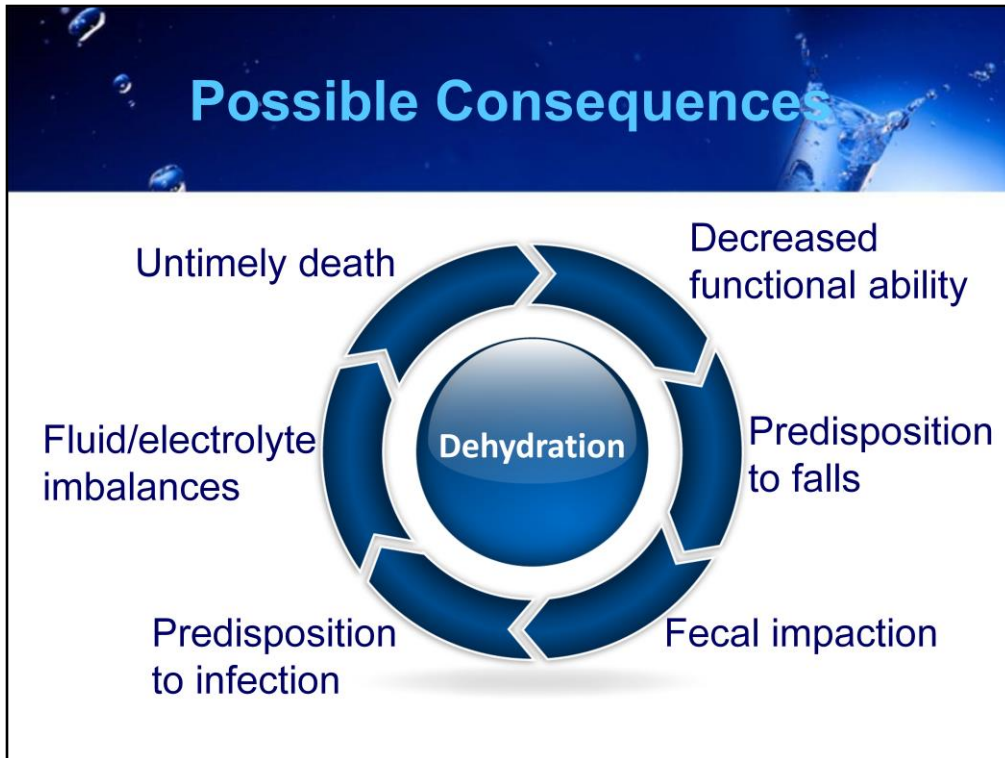 Possible Consequences
Untimely death
Decreased
functional ability
Fluid/electrolyte
imbalances
Dehydration
Predisposition
to falls
Predisposition
to infection
Fecal impaction